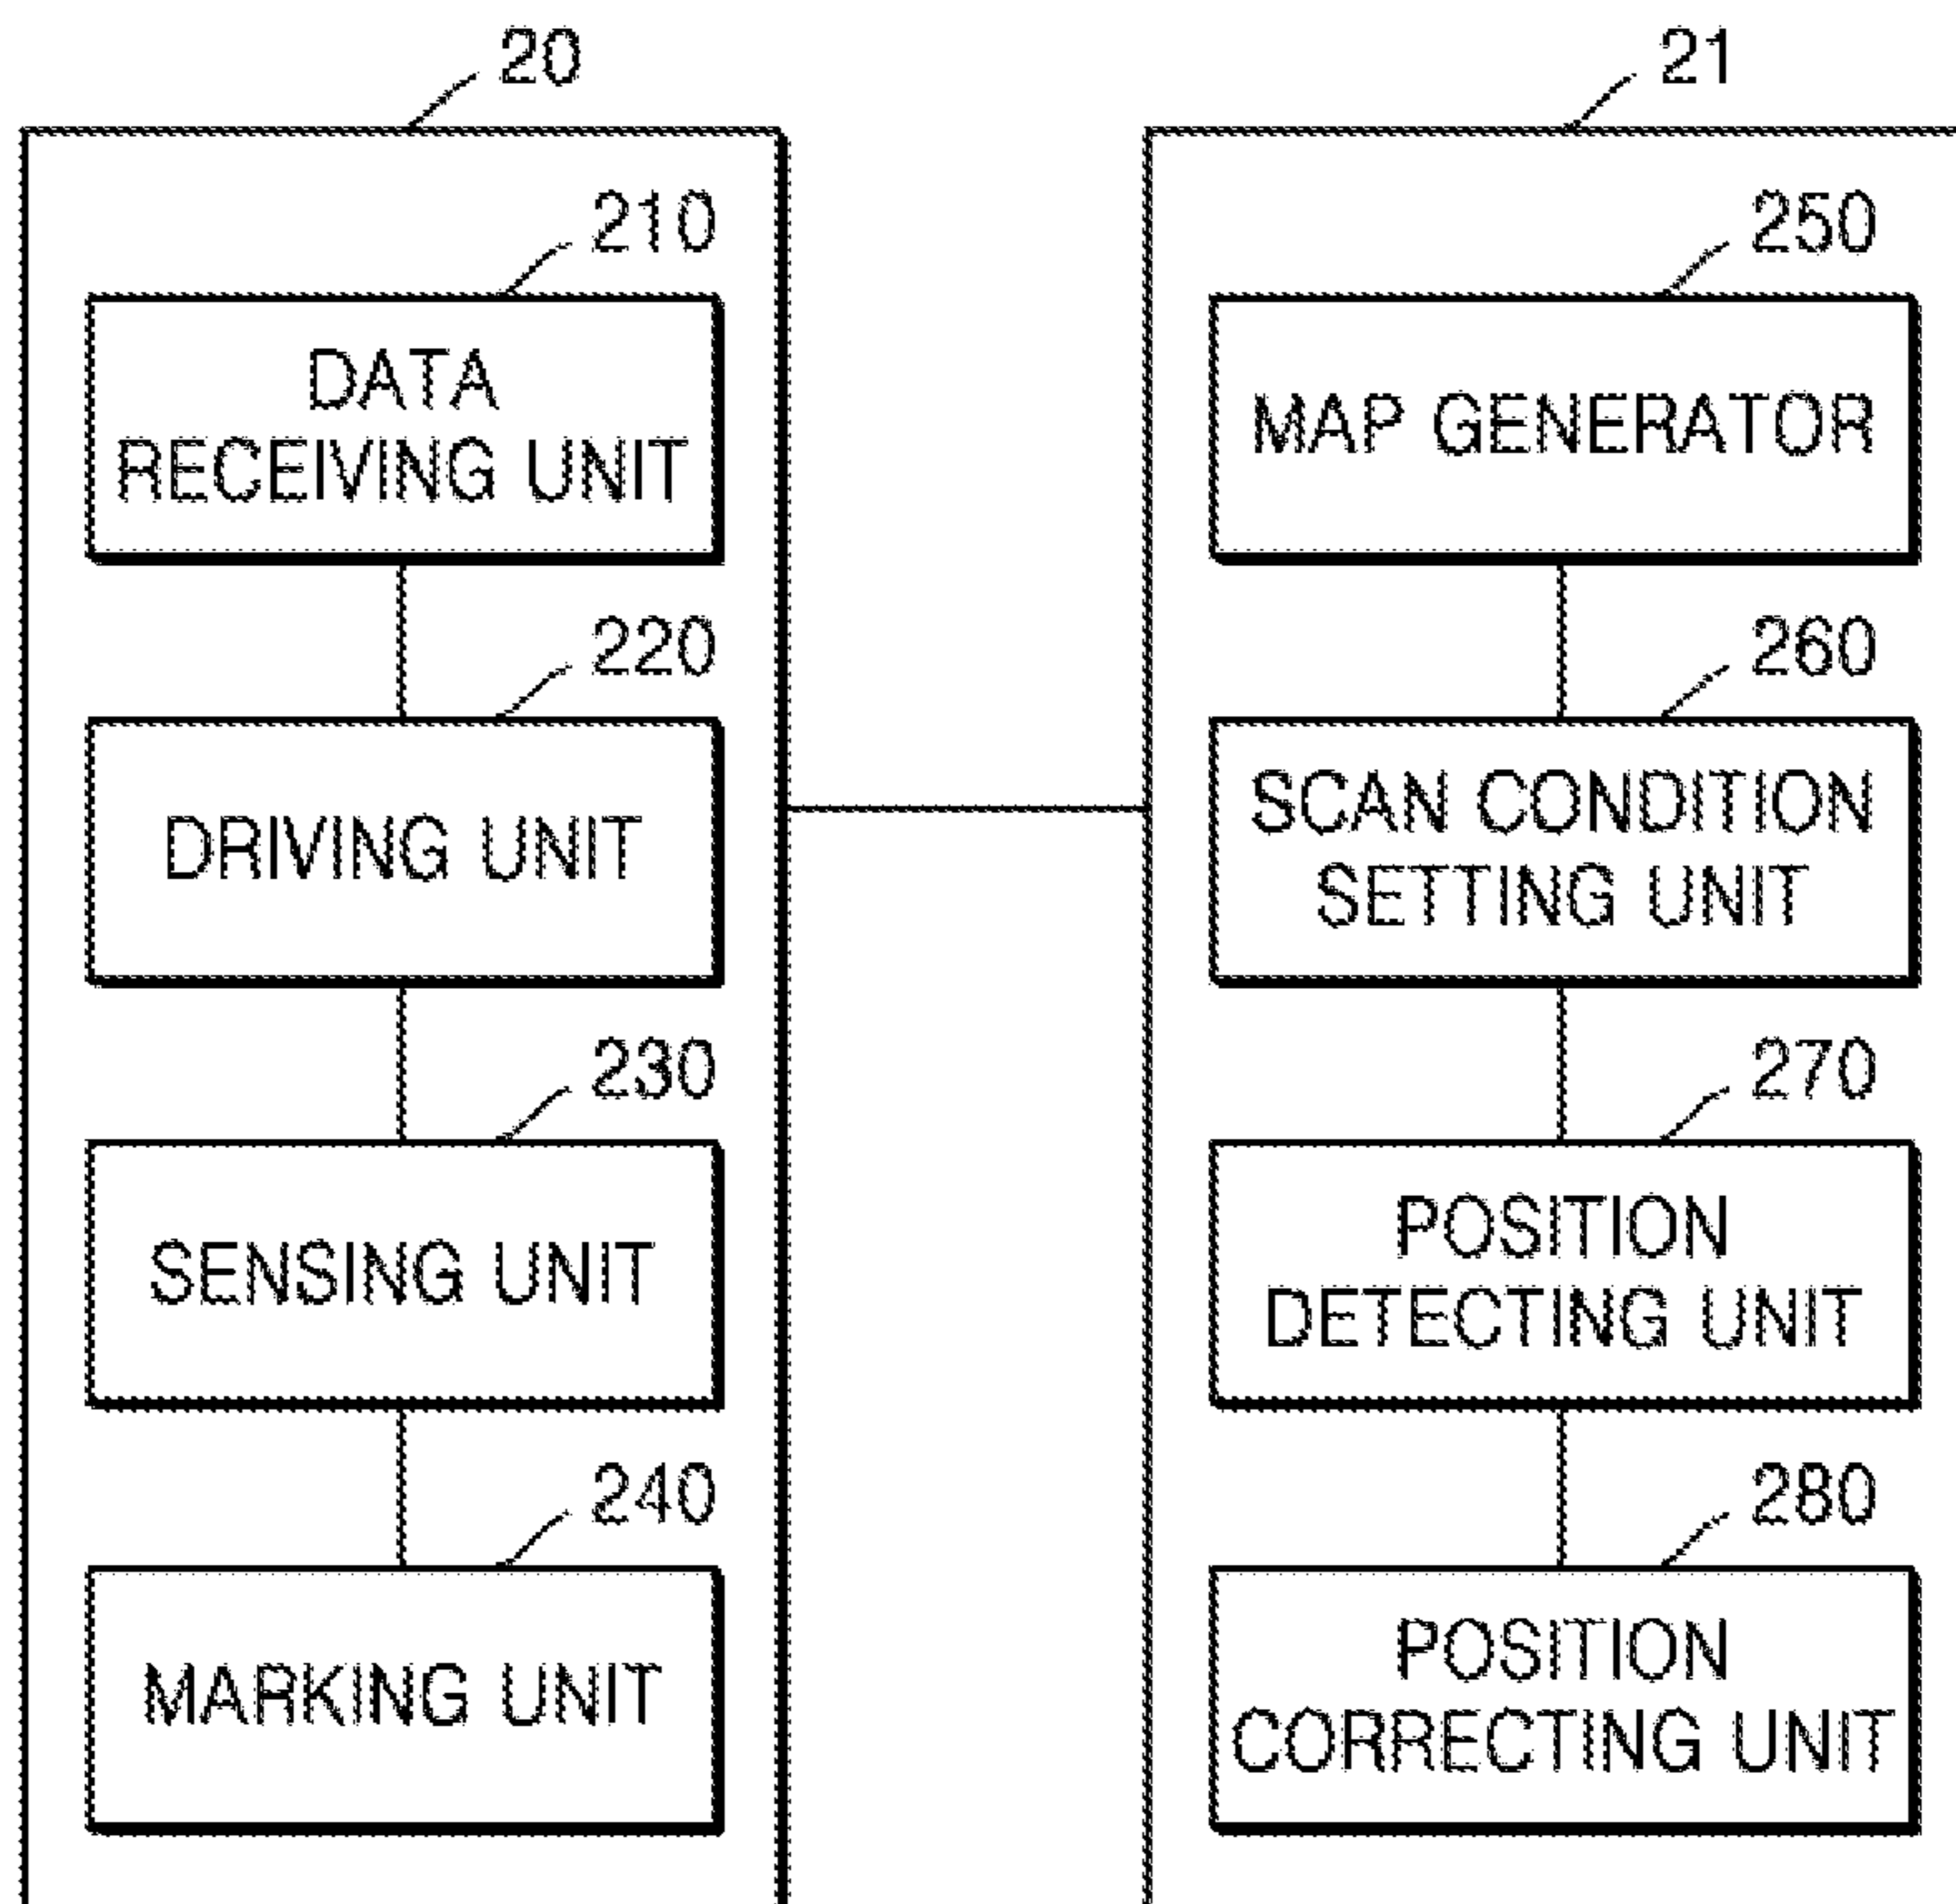 20
210
DATA
RECEIVING UNIT
220
DRIVING UNIT
230
SENSING UNIT
240
MARKING UNIT
21
250
MAP GENERATOR
260
SCAN CONDITION
SETTING UNIT
270
POSITION
DETECTING UNIT
280
POSITION
CORRECTING UNIT